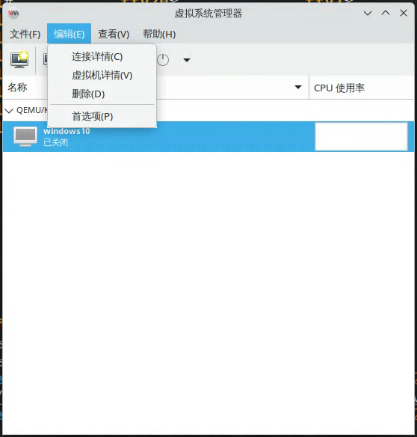 虚拟系统管理器
文件(F) 编辑(E) 查看(V) 帮助(H)
连接详情(C)
虚拟机详情(V)
删除(D)
首选项(P)
名称 CPU 使用率
QEMU/K
windows10
已关闭